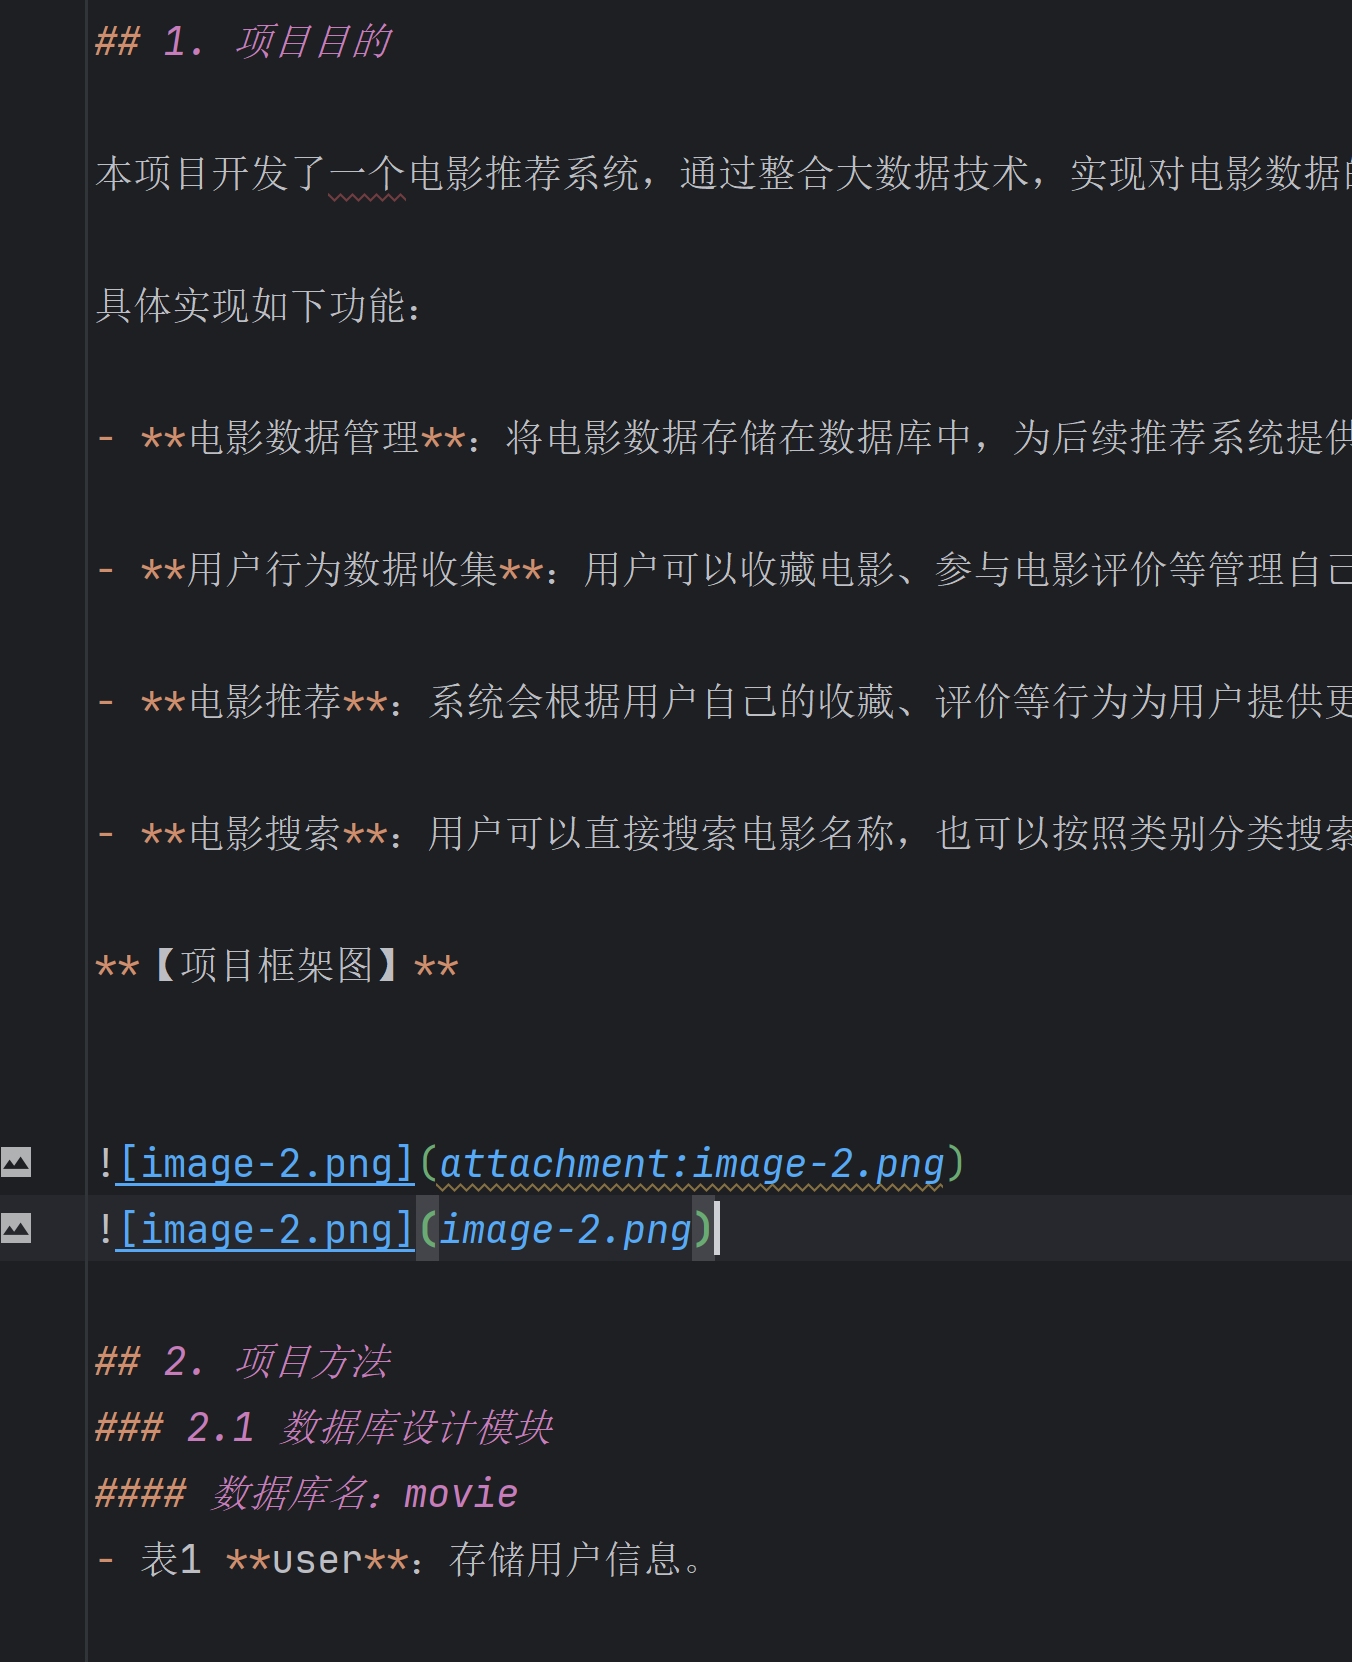 ## 1. 项目目的
本项目开发了一个电影推荐系统，通过整合大数据技术，实现对电影数据
具体实现如下功能：
- **电影数据管理**：将电影数据存储在数据库中，为后续推荐系统提供
- **用户行为数据收集**：用户可以收藏电影、参与电影评价等管理自己
- **电影推荐**：系统会根据用户自己的收藏、评价等行为为用户提供更
- **电影搜索**：用户可以直接搜索电影名称，也可以按照类别分类搜索
**【项目框架图】**
![image-2.png](attachment:image-2.png)
![image-2.png](image-2.png)
## 2. 项目方法
### 2.1 数据库设计模块
#### 数据库名：movie
- 表1 **user**：存储用户信息。